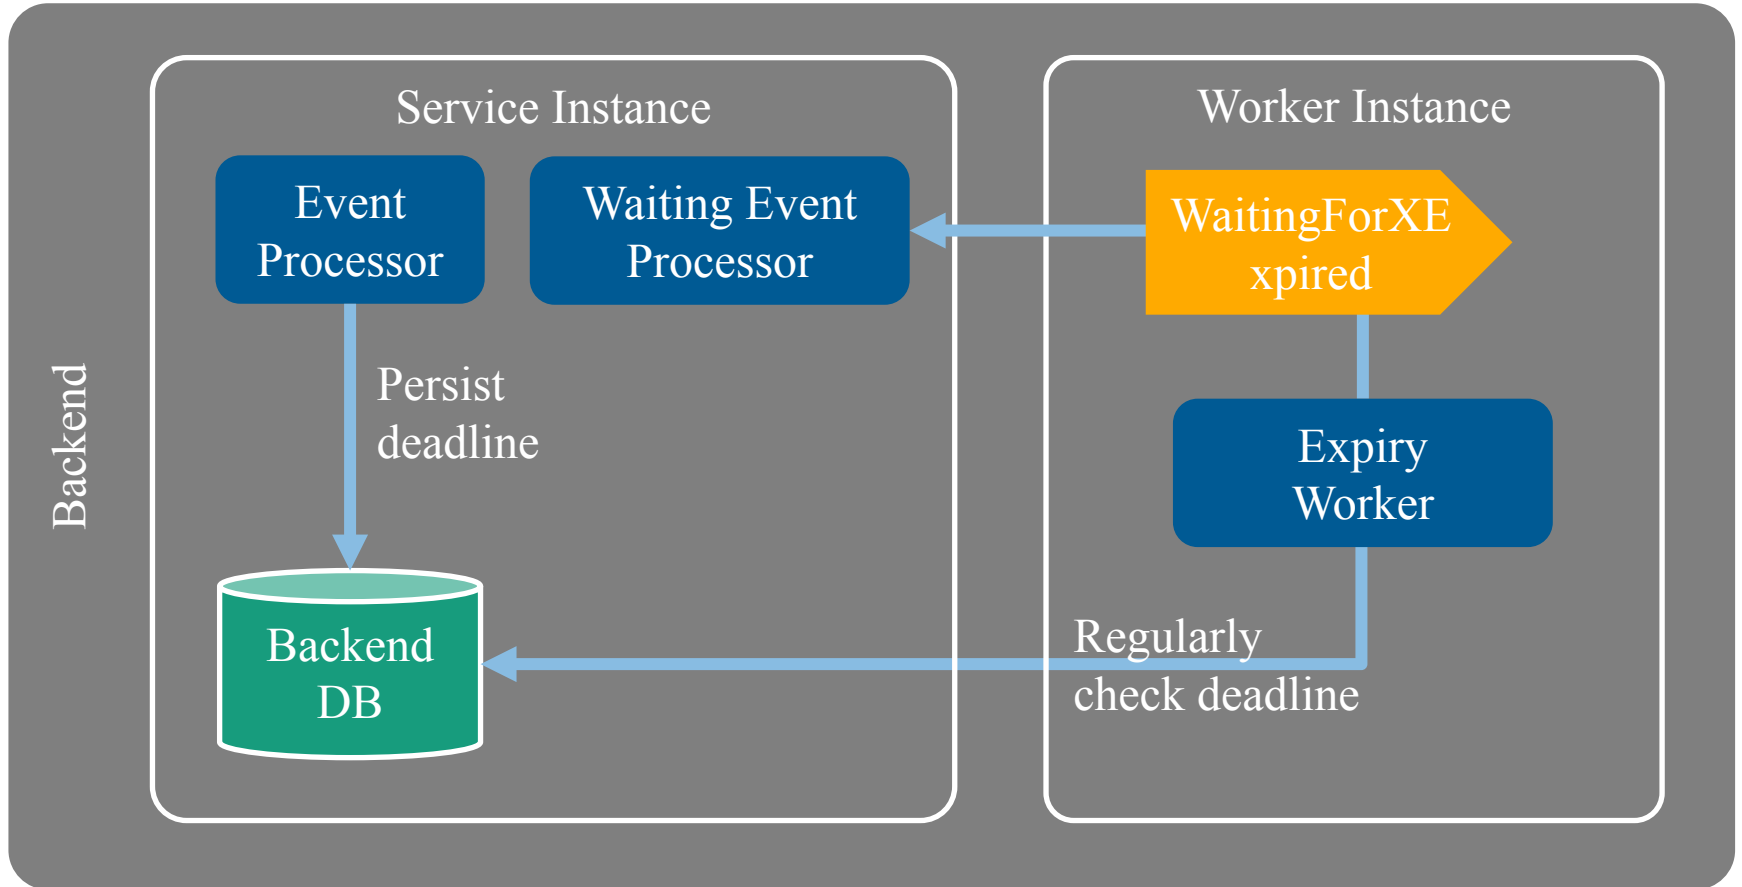 Backend
Service Instance
Event
Processor
Waiting Event
Processor
Persist
deadline
Backend
DB
Worker Instance
WaitingForXE
xpired
Expiry
Worker
Regularly
check deadline